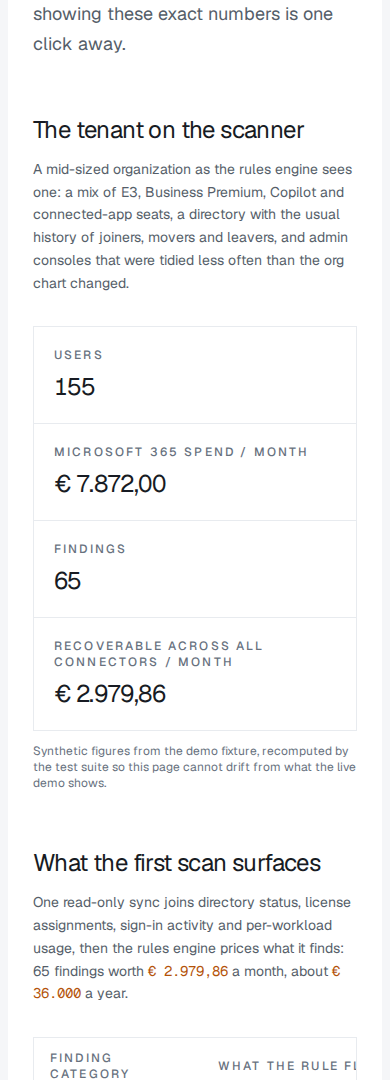 showing these exact numbers is one
click away.
The tenant on the scanner
A mid-sized organization as the rules engine sees
one: a mix of E3, Business Premium, Copilot and
connected-app seats, a directory with the usual
history of joiners, movers and leavers, and admin
consoles that were tidied less often than the org
chart changed.
USERS
155
MICROSOFT 365 SPEND / MONTH
€ 7.872,00
FINDINGS
65
RECOVERABLE ACROSS ALL
CONNECTORS / MONTH
€ 2.979,86
Synthetic figures from the demo fixture, recomputed by
the test suite so this page cannot drift from what the live
demo shows.
What the first scan surfaces
One read-only sync joins directory status, license
assignments, sign-in activity and per-workload
usage, then the rules engine prices what it finds:
65 findings worth € 2.979,86 a month, about €
36.000 a year.
FINDING
CATEGORY
WHAT THE RULE